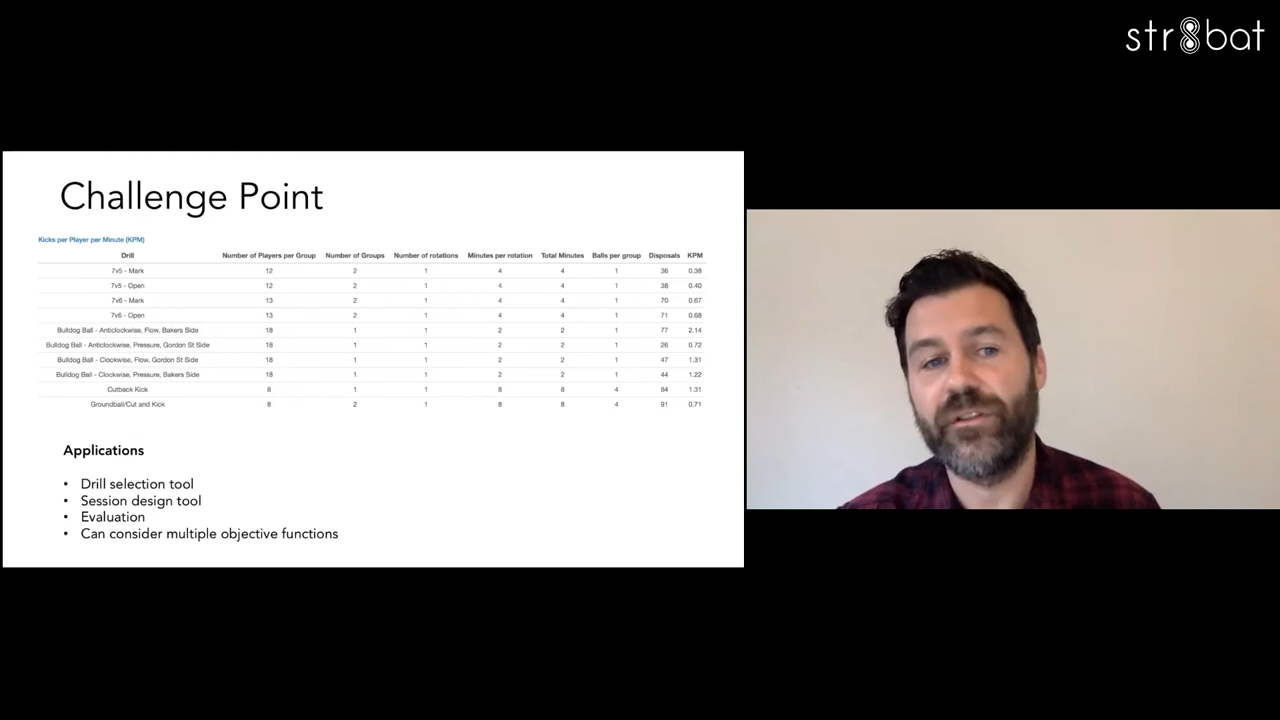 str8bat
Challenge Point
Kicks per Player per Minute (KPM)
Drill Number of Players per Group Number of Groups Number of rotations Minutes per rotation Total Minutes Balls per group Disposals KPM
7v5 - Mark 12 2 1 4 4 1 36 0.38
7v5 - Open 12 2 1 4 4 1 38 0.40
7v6 - Mark 13 2 1 4 4 1 70 0.67
7v6 - Open 13 2 1 4 4 1 71 0.68
Bulldog Ball - Anticlockwise, Flow, Bakers Side 18 1 1 2 2 1 77 2.14
Bulldog Ball - Anticlockwise, Pressure, Gordon St Side 18 1 1 2 2 1 26 0.72
Bulldog Ball - Clockwise, Flow, Gordon St Side 18 1 1 2 2 1 47 1.31
Bulldog Ball - Clockwise, Pressure, Bakers Side 18 1 1 2 2 1 44 1.22
Cutback Kick 8 1 1 8 8 4 84 1.31
Groundball/Cut and Kick 8 2 1 8 8 4 91 0.71
Applications
• Drill selection tool
• Session design tool
• Evaluation
• Can consider multiple objective functions